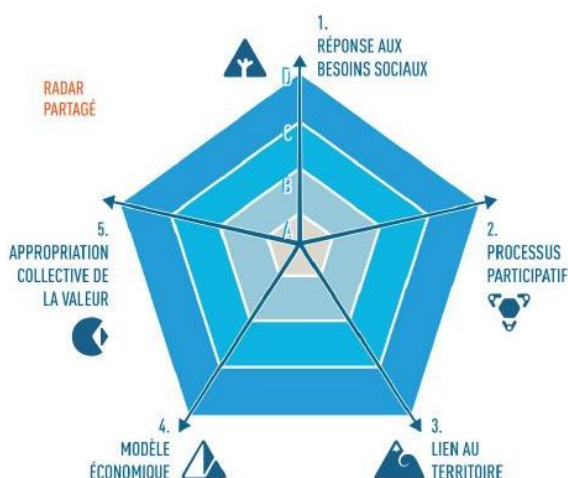 1.
RÉPONSE AUX
BESOINS SOCIAUX
RADAR
PARTAGÉ
D
C
B
A
5.
APPROPRIATION
COLLECTIVE DE
LA VALEUR
2.
PROCESSUS
PARTICIPATIF
4.
MODÈLE
ÉCONOMIQUE
3.
LIEN AU
TERRITOIRE